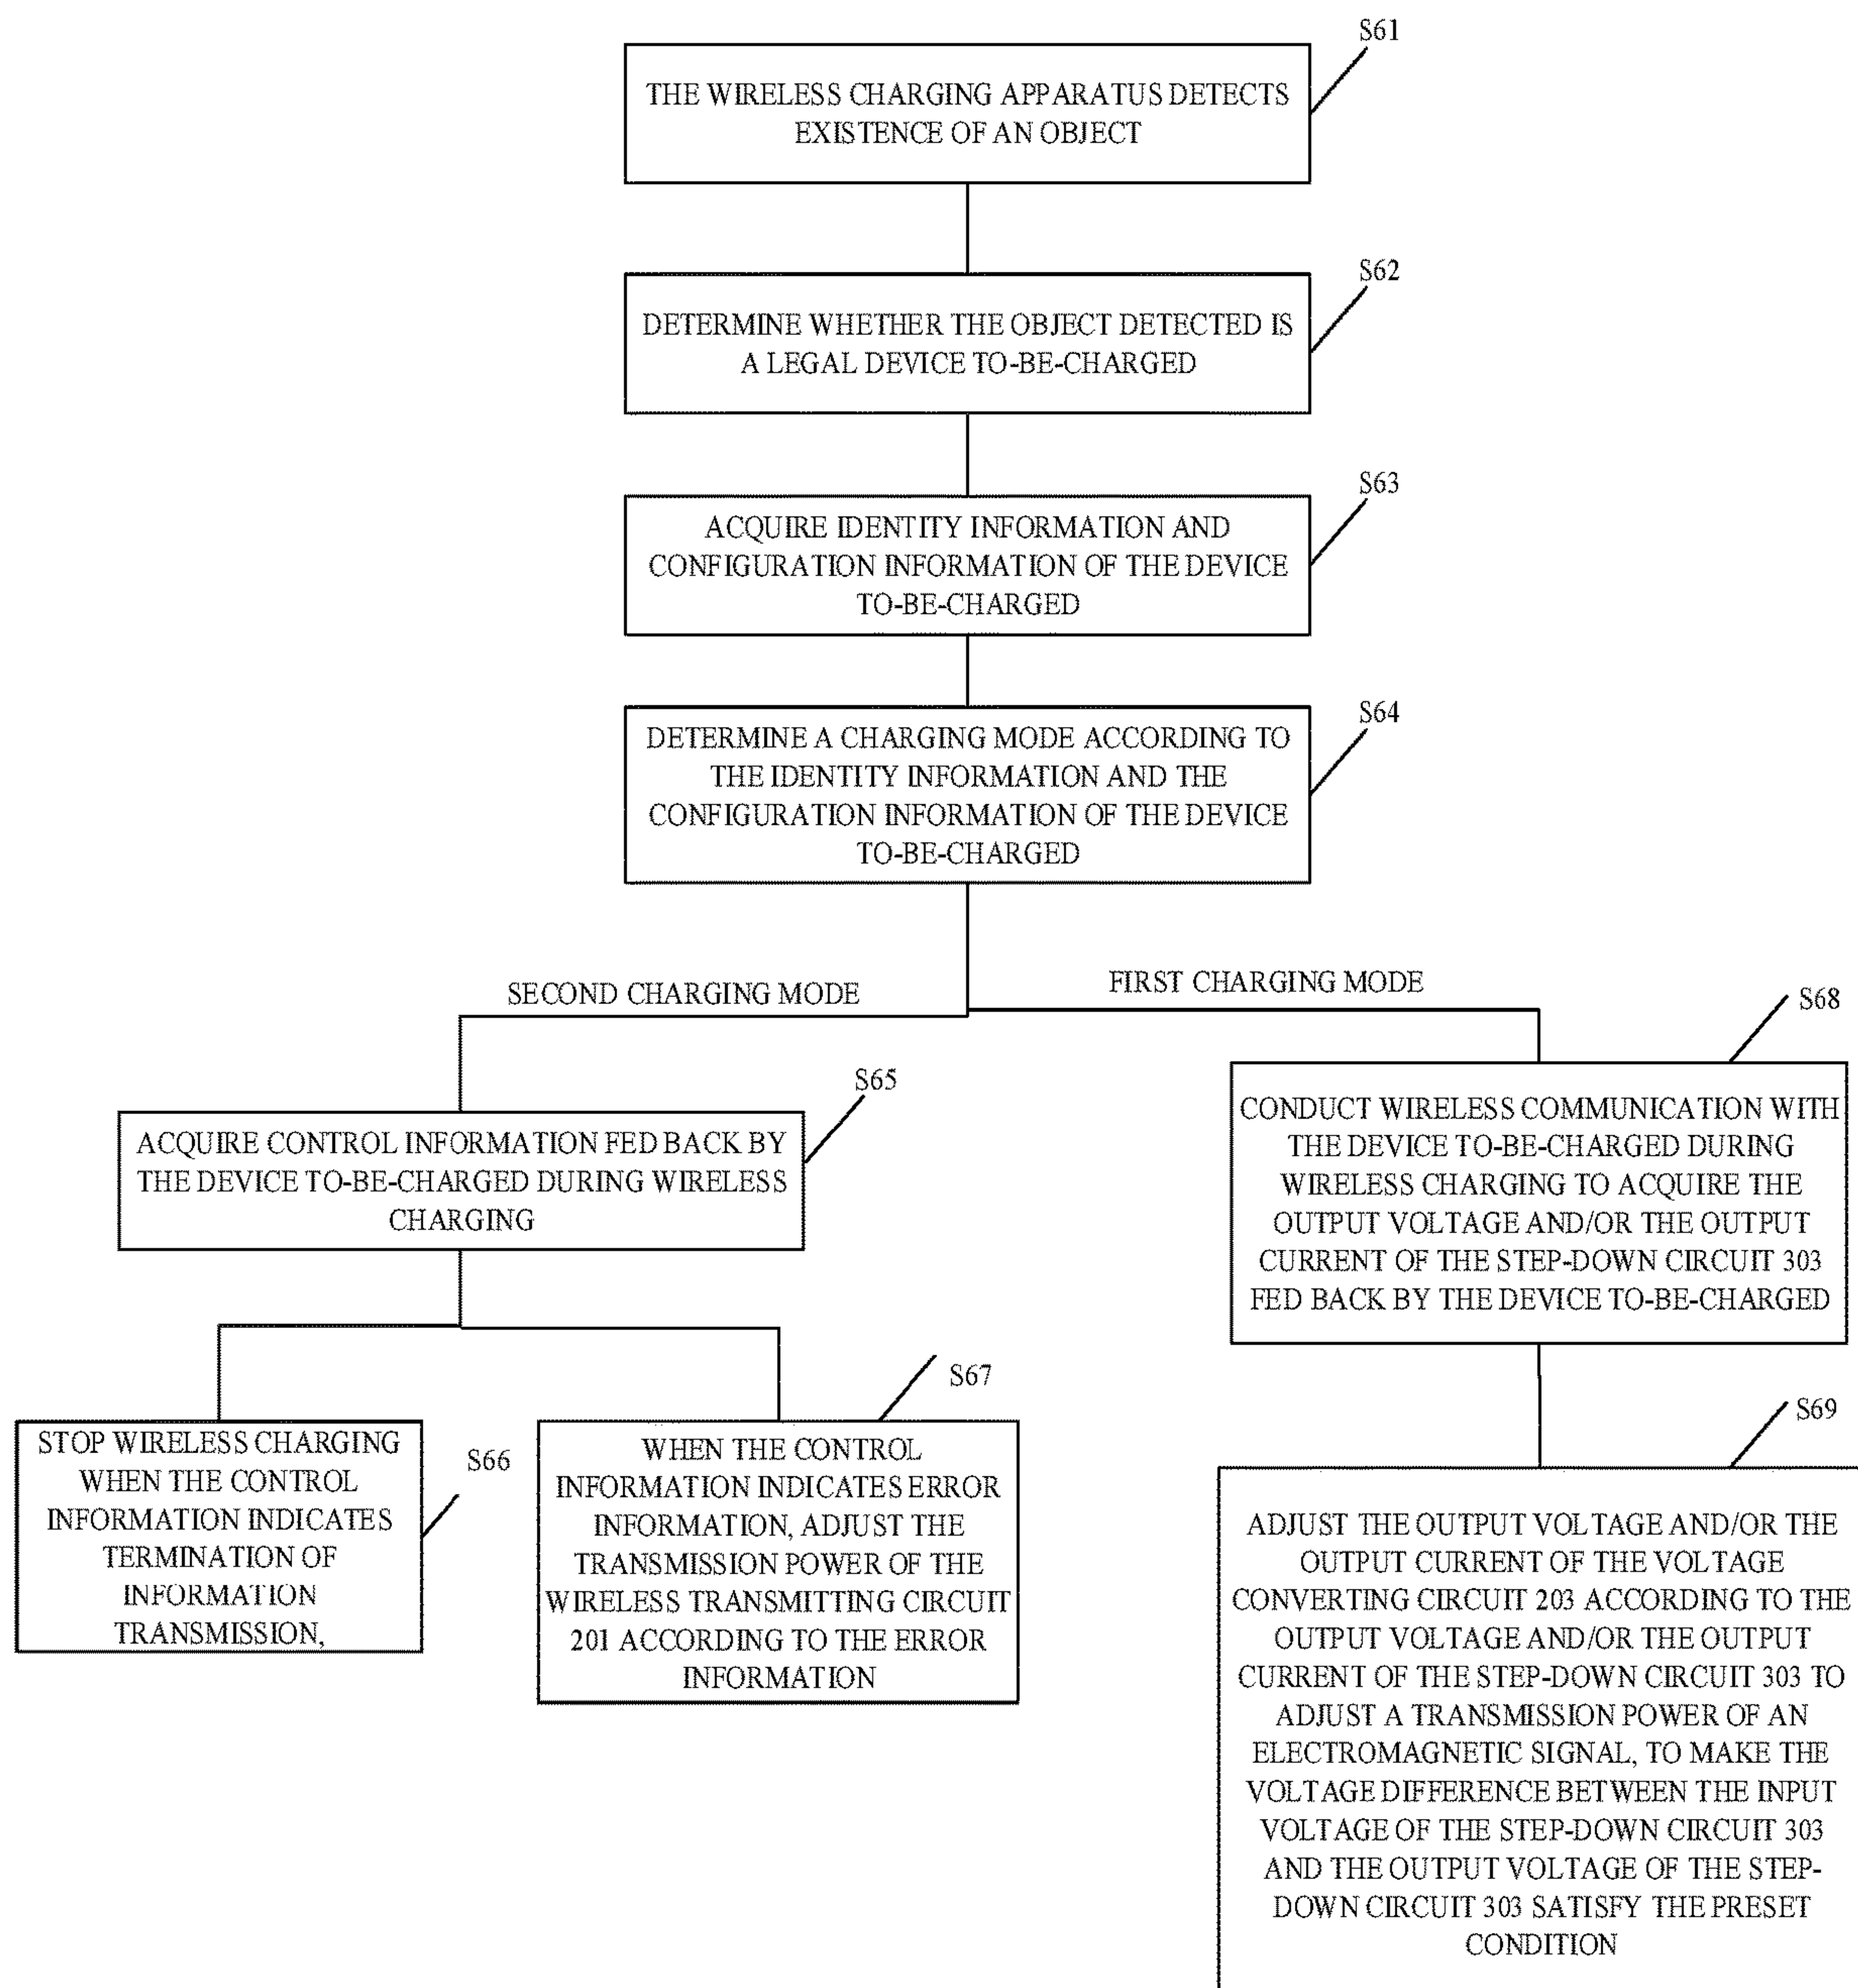 S61
THE WIRELESS CHARGING APPARATUS DETECTS
EXISTENCE OF AN OBJECT
S62
DETERMINE WHETHER THE OBJECT DETECTED IS
A LEGAL DEVICE TO-BE-CHARGED
S63
ACQUIRE IDENTITY INFORMATION AND
CONFIGURATION INFORMATION OF THE DEVICE
TO-BE-CHARGED
S64
DETERMINE A CHARGING MODE ACCORDING TO
THE IDENTITY INFORMATION AND THE
CONFIGURATION INFORMATION OF THE DEVICE
TO-BE-CHARGED
SECOND CHARGING MODE
FIRST CHARGING MODE
S65
ACQUIRE CONTROL INFORMATION FED BACK BY
THE DEVICE TO-BE-CHARGED DURING WIRELESS
CHARGING
S66
STOP WIRELESS CHARGING
WHEN THE CONTROL
INFORMATION INDICATES
TERMINATION OF
INFORMATION
TRANSMISSION,
S67
WHEN THE CONTROL
INFORMATION INDICATES ERROR
INFORMATION, ADJUST THE
TRANSMISSION POWER OF THE
WIRELESS TRANSMITTING CIRCUIT
201 ACCORDING TO THE ERROR
INFORMATION
S68
CONDUCT WIRELESS COMMUNICATION WITH
THE DEVICE TO-BE-CHARGED DURING
WIRELESS CHARGING TO ACQUIRE THE
OUTPUT VOLTAGE AND/OR THE OUTPUT
CURRENT OF THE STEP-DOWN CIRCUIT 303
FED BACK BY THE DEVICE TO-BE-CHARGED
S69
ADJUST THE OUTPUT VOLTAGE AND/OR THE
OUTPUT CURRENT OF THE VOLTAGE
CONVERTING CIRCUIT 203 ACCORDING TO THE
OUTPUT VOLTAGE AND/OR THE OUTPUT
CURRENT OF THE STEP-DOWN CIRCUIT 303 TO
ADJUST A TRANSMISSION POWER OF AN
ELECTROMAGNETIC SIGNAL, TO MAKE THE
VOLTAGE DIFFERENCE BETWEEN THE INPUT
VOLTAGE OF THE STEP-DOWN CIRCUIT 303
AND THE OUTPUT VOLTAGE OF THE STEP-
DOWN CIRCUIT 303 SATISFY THE PRESET
CONDITION